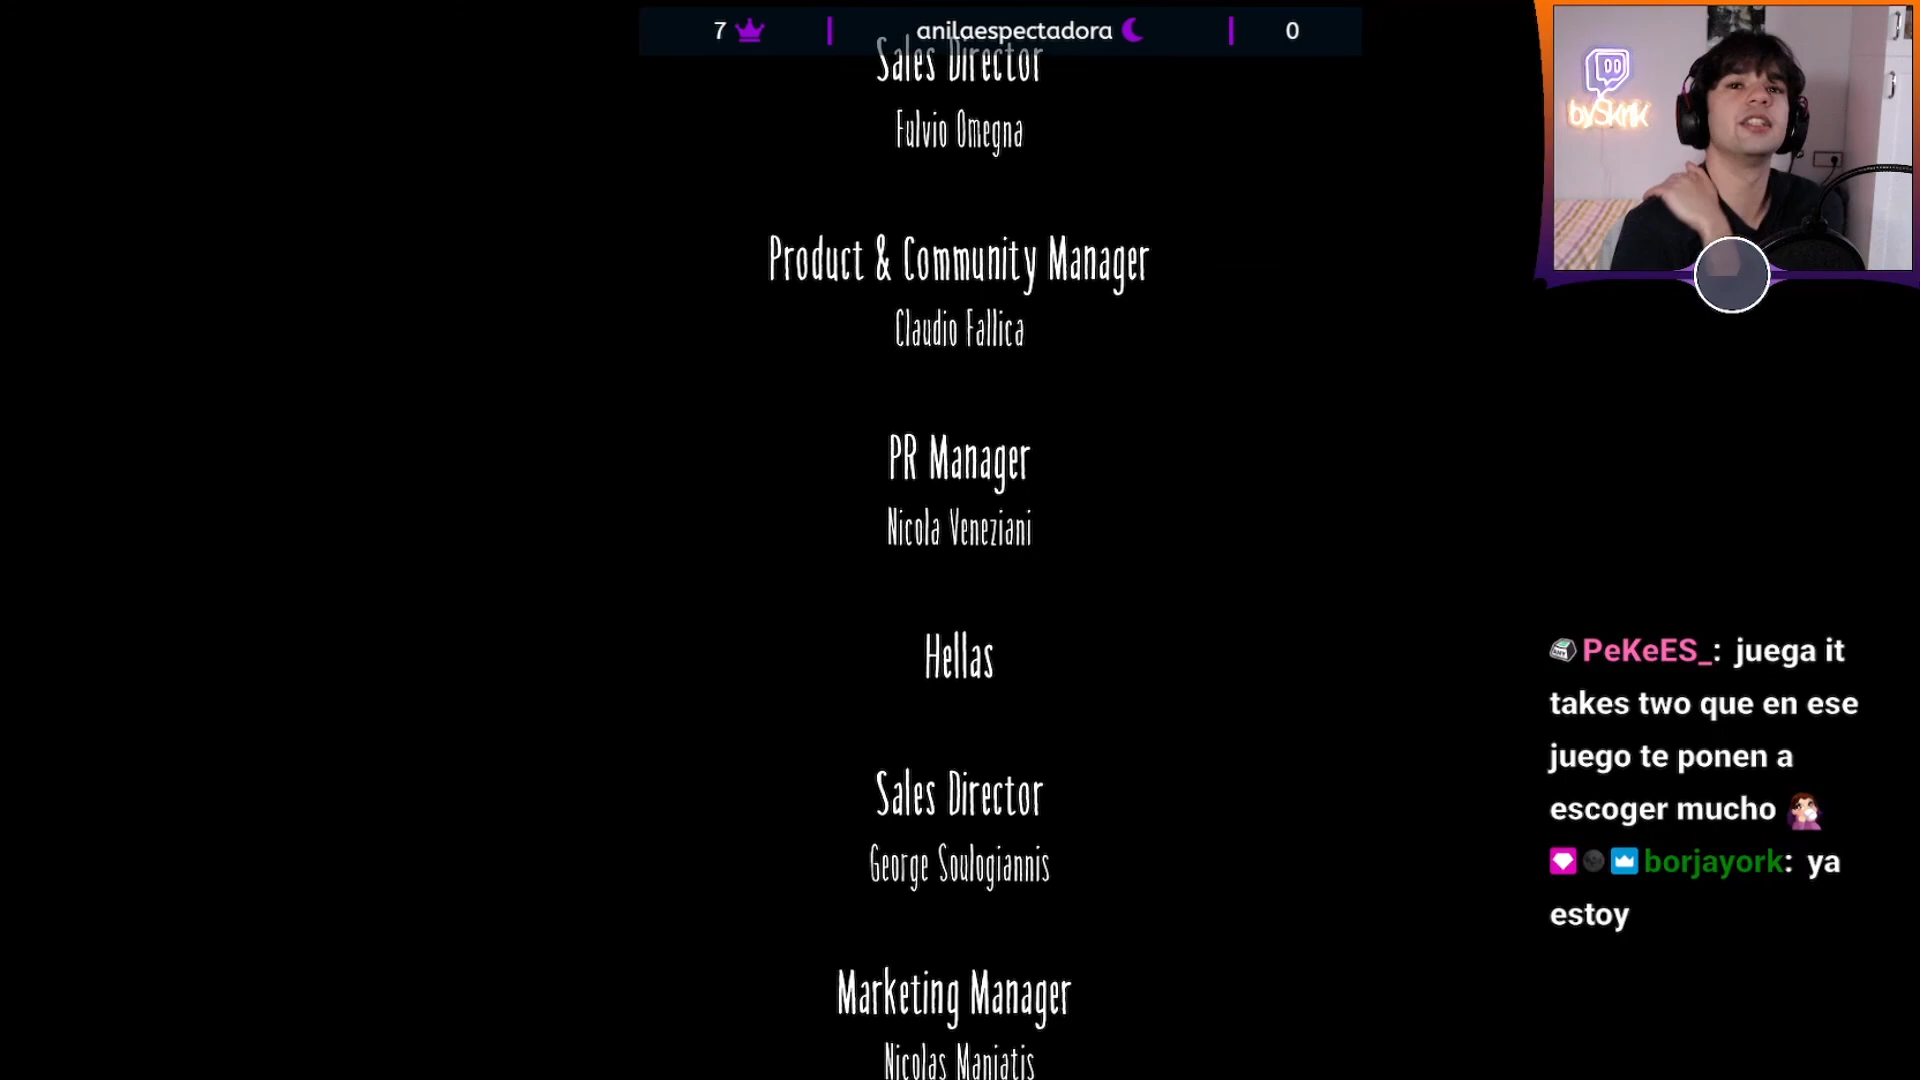 7 anilaespectadora 0
Sales Director
Fulvio Omegna
Product & Community Manager
Claudio Fallica
PR Manager
Nicola Veneziani
Hellas
Sales Director
George Soulogiannis
Marketing Manager
Nicolas Maniatis
bySkrik
PeKeES_: juega it
takes two que en ese
juego te ponen a
escoger mucho
borjayork: ya
estoy